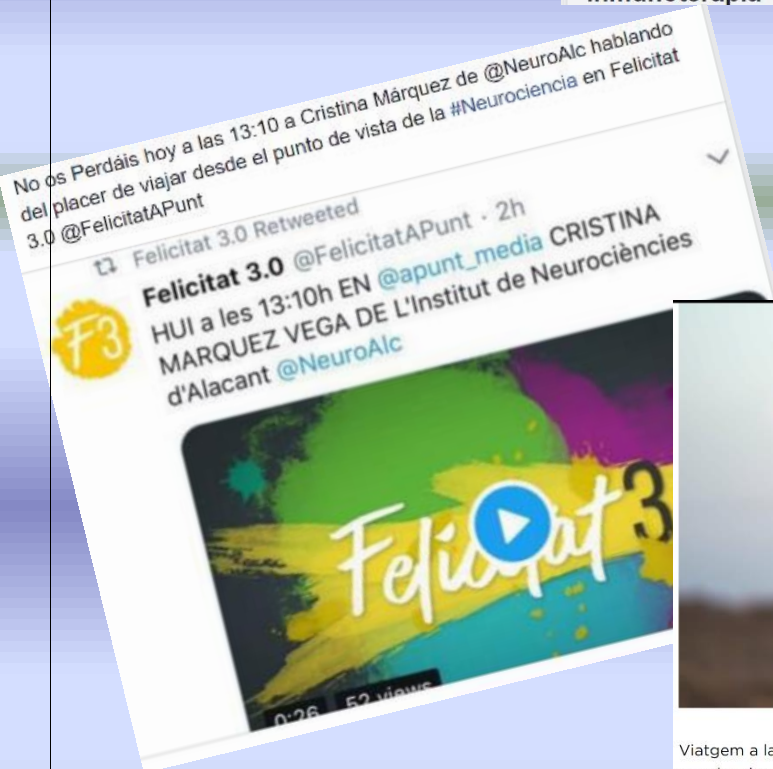 No os Perdáis hoy a las 13:10 a Cristina Márquez de @NeuroAlc hablando
del placer de viajar desde el punto de vista de la #Neurociencia en Felicitat
3.0 @FelicitatAPunt
Felicitat 3.0 Retweeted
Felicitat 3.0 @FelicitatAPunt · 2h
HUI a les 13:10h EN @apunt_media CRISTINA
MARQUEZ VEGA DE L'Institut de Neurociències
d'Alacant @NeuroAlc
F3
Felicitat 3
0:26 52 views
Viatgem a la